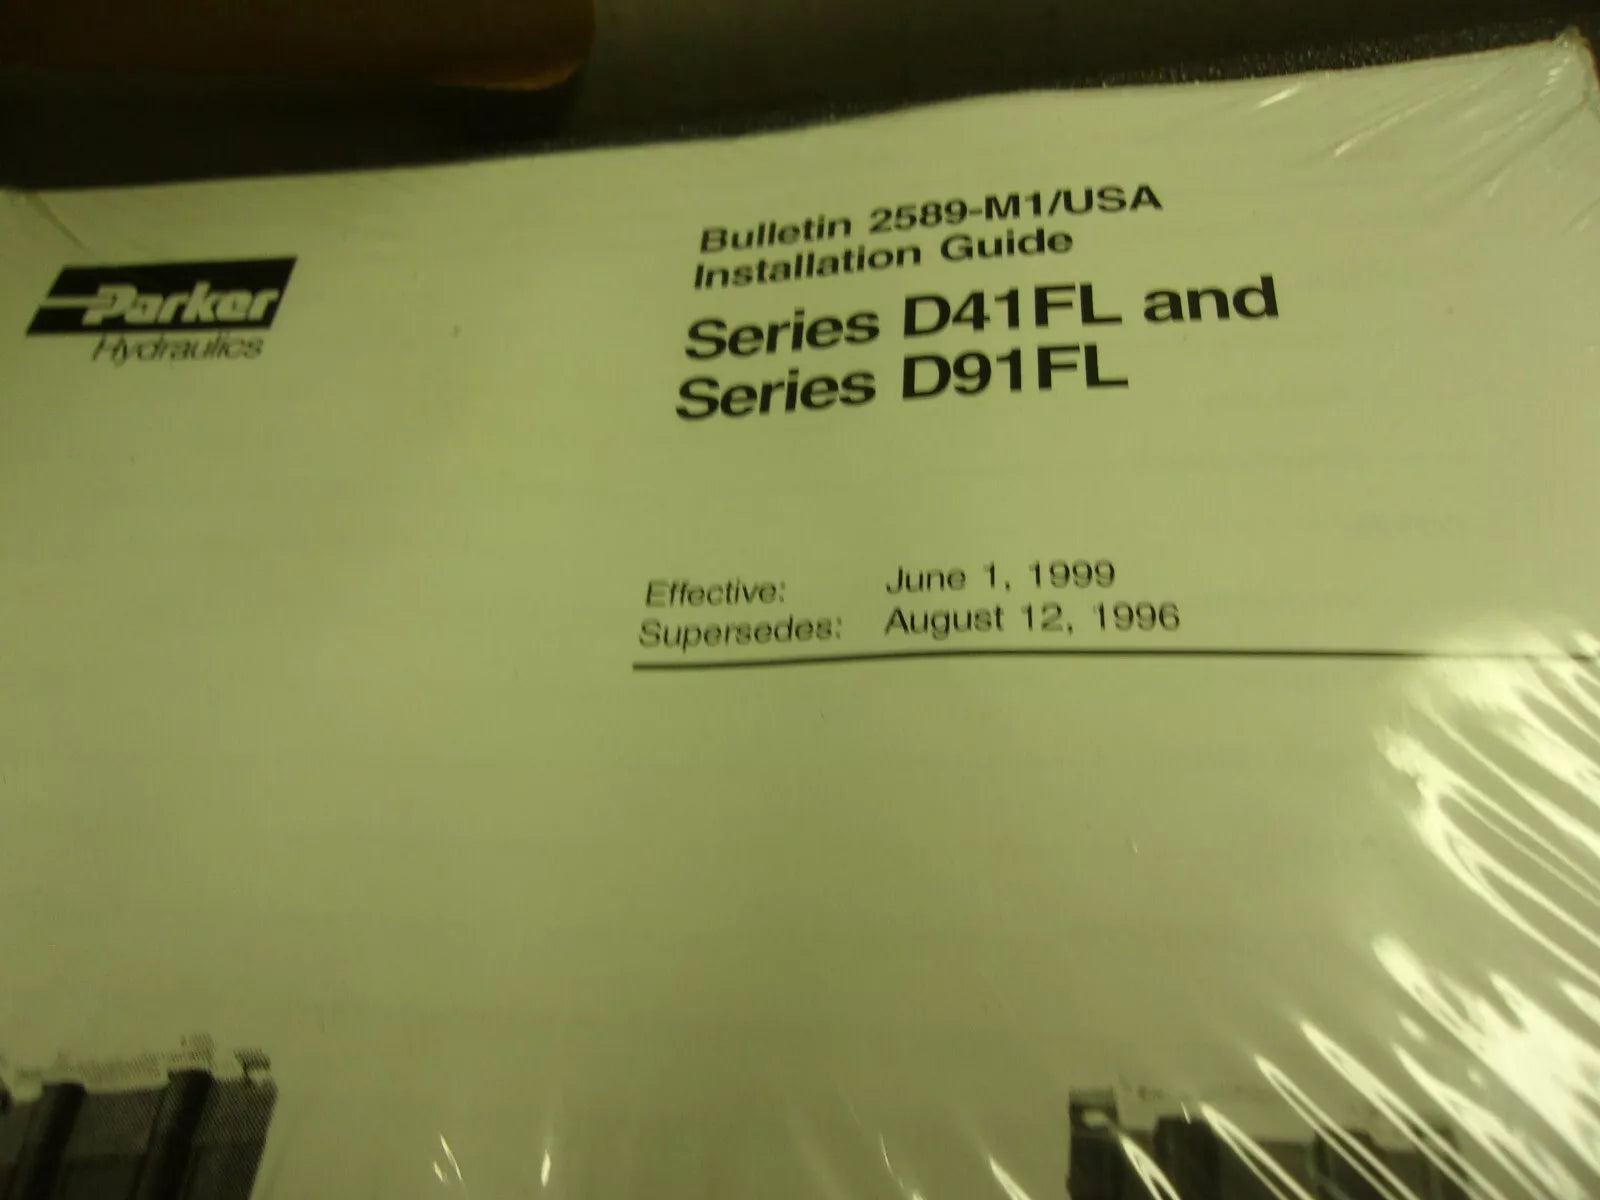 Parker
Hydraulics
Bulletin 2589-M1/USA
Installation Guide
Series D41FL and
Series D91FL
Effective: June 1, 1999
Supersedes: August 12, 1996